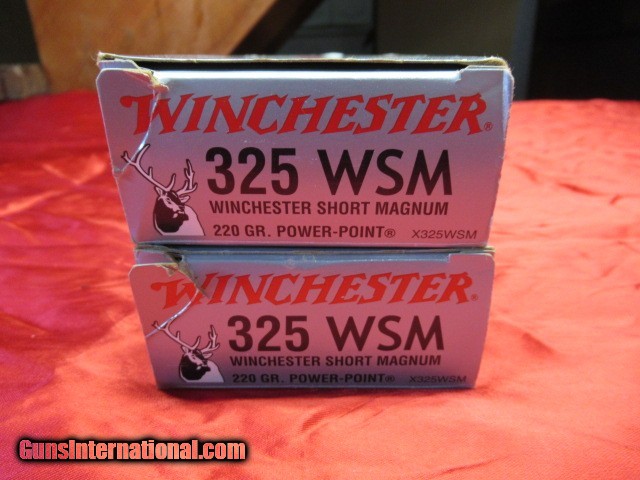 WINCHESTER®
325 WSM
WINCHESTER SHORT MAGNUM
220 GR. POWER-POINT® X325WSM
WINCHESTER®
325 WSM
WINCHESTER SHORT MAGNUM
220 GR. POWER-POINT® X325WSM
GunsInternational.com